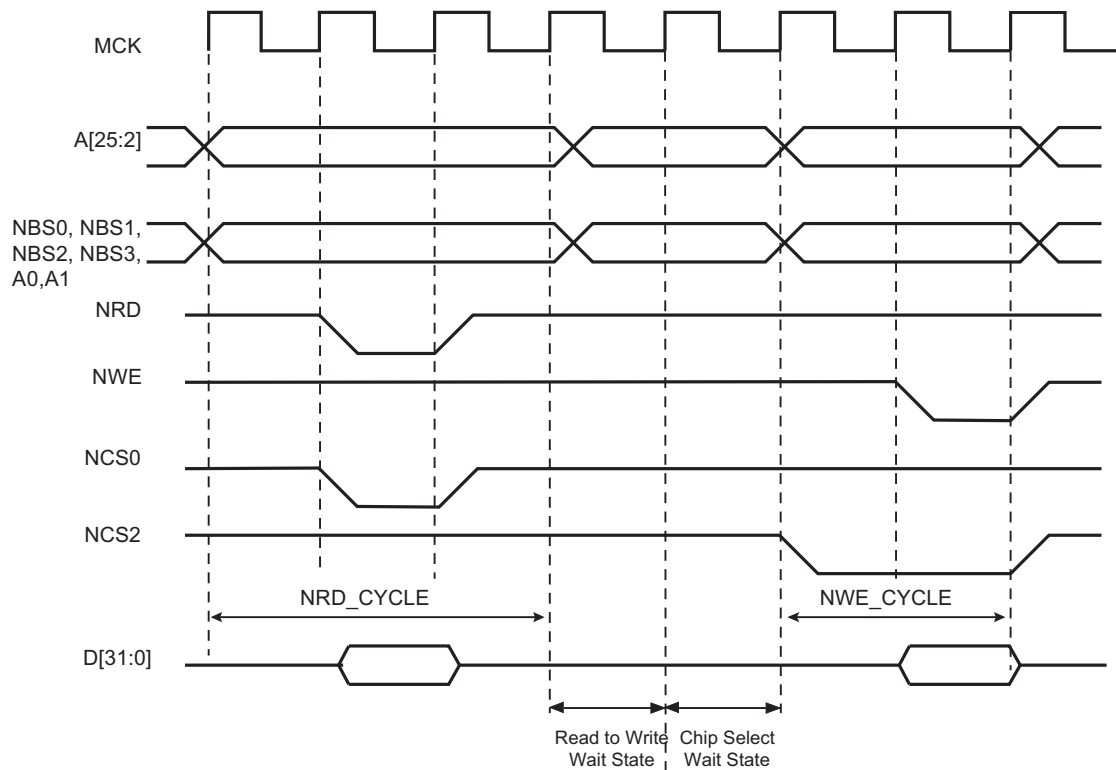 MCK
A[25:2]
NBS0, NBS1,
NBS2, NBS3,
A0,A1
NRD
NWE
NCS0
NCS2
NRD_CYCLE
NWE_CYCLE
D[31:0]
Read to Write
Wait State
Chip Select
Wait State